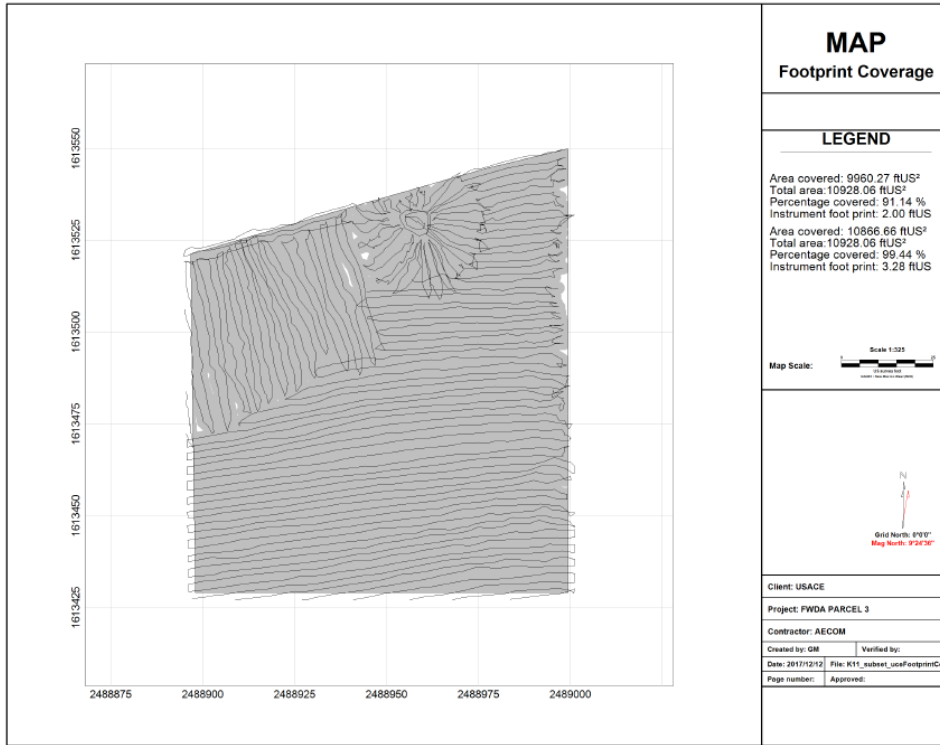 MAP
Footprint Coverage
LEGEND
Area covered: 9960.27 ftUS²
Total area:10928.06 ftUS²
Percentage covered: 91.14 %
Instrument foot print: 2.00 ftUS
Area covered: 10866.66 ftUS²
Total area:10928.06 ftUS²
Percentage covered: 99.44 %
Instrument foot print: 3.28 ftUS
Scale 1:325
Map Scale:
N
Grid North: 0°0'0"
Mag North: 9°24'36"
Client: USACE
Project: FWDA PARCEL 3
Contractor: AECOM
Created by: GM Verified by:
Date: 2017/12/12 File: K11_subset_uceFootprintCo
Page number: Approved:
1613550
1613525
1613500
1613475
1613450
1613425
2488875 2488900 2488925 2488950 2488975 2489000